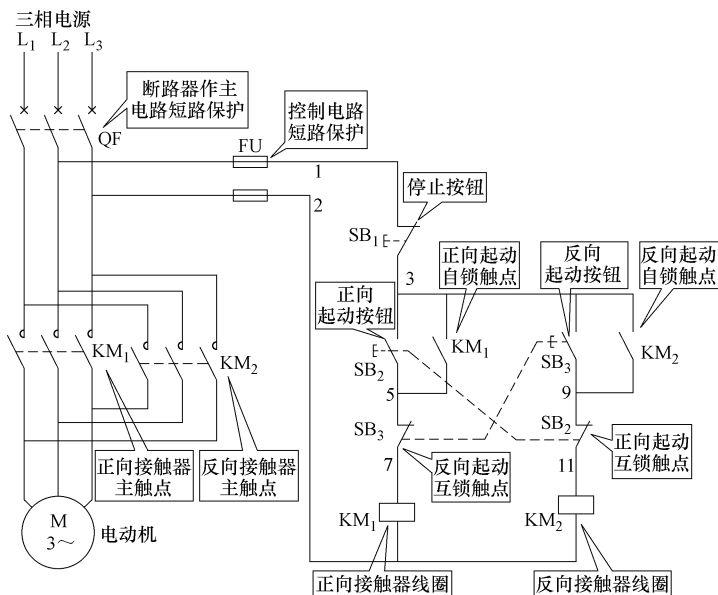 三相电源
L1 L2 L3
断路器作主
电路短路保护
QF
控制电路
短路保护
FU
1
2
停止按钮
SB1
3
正向起动
自锁触点
反向
起动按钮
反向起动
自锁触点
正向
起动按钮
KM1
KM2
KM1
SB3
KM2
SB2
5
9
SB3
SB2
正向接触器
主触点
反向接触器
主触点
7
反向起动
互锁触点
11
正向起动
互锁触点
M
3～
电动机
KM1
KM2
正向接触器线圈
反向接触器线圈